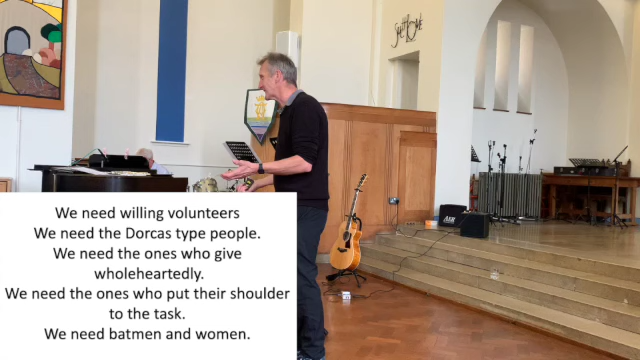 We need willing volunteers
We need the Dorcas type people.
We need the ones who give
wholeheartedly.
We need the ones who put their shoulder
to the task.
We need batmen and women.